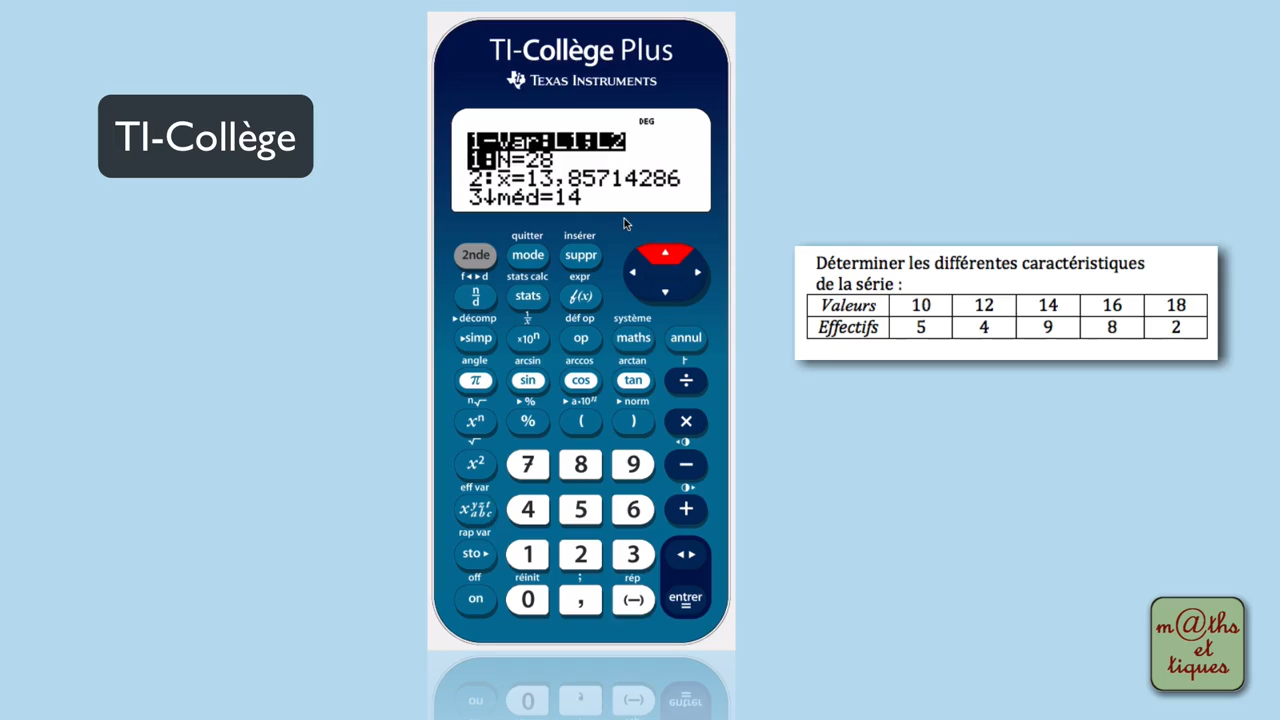 TI-Collège
TI-Collège Plus
TEXAS INSTRUMENTS
DEG
1-Var:L1;L2
1:N=28
2:x̄=13,85714286
3↓méd=14
quitter insérer
2nde mode suppr
f◄►d stats calc expr
n/d stats f(x)
►décomp 1/x déf op système
►simp ×10ⁿ op maths annul
angle arcsin arccos arctan
π sin cos tan ÷
ⁿ√ ►% ►a•10ⁿ ►norm
xⁿ % ( ) ×
√
x² 7 8 9 −
eff var
x y z t a b c 4 5 6 +
rap var
sto► 1 2 3 ◄►
off réinit ; rép
on 0 , (−) entrer =
Déterminer les différentes caractéristiques
de la série :
Valeurs 10 12 14 16 18
Effectifs 5 4 9 8 2
m@ths
et
tiques